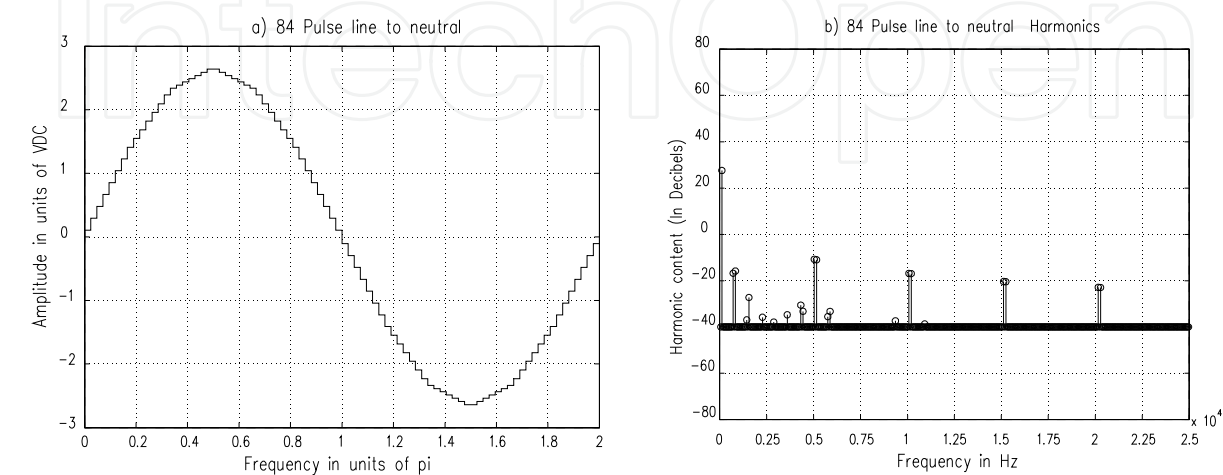 IntechOpen
a) 84 Pulse line to neutral
Amplitude in units of VDC
3
2
1
0
−1
−2
−3
0 0.2 0.4 0.6 0.8 1 1.2 1.4 1.6 1.8 2
Frequency in units of pi
b) 84 Pulse line to neutral Harmonics
Harmonic content (In Decibels)
80
60
40
20
0
−20
−40
−60
−80
0 0.25 0.5 0.75 1 1.25 1.5 1.75 2 2.25 2.5
x 10⁴
Frequency in Hz